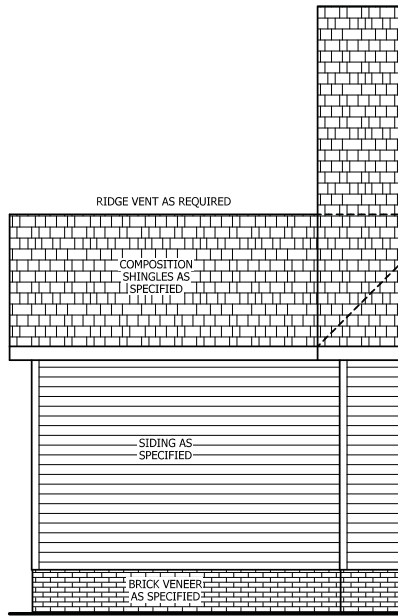 RIDGE VENT AS REQUIRED
COMPOSITION
SHINGLES AS
SPECIFIED
SIDING AS
SPECIFIED
BRICK VENEER
AS SPECIFIED